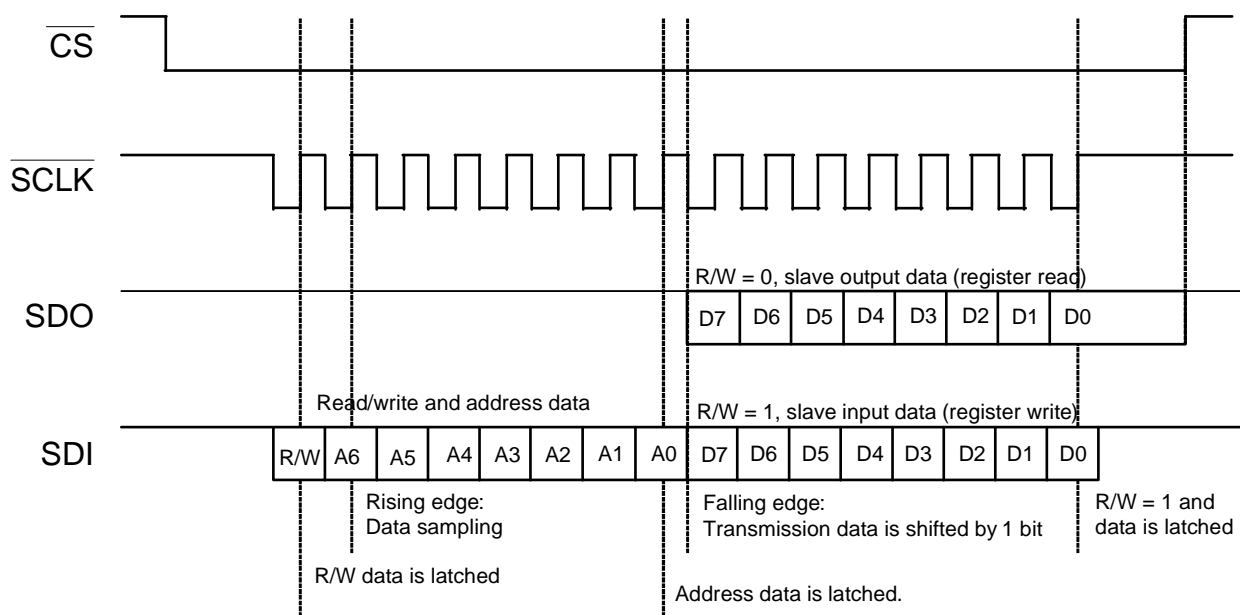 CS
SCLK
R/W = 0, slave output data (register read)
SDO
D7 D6 D5 D4 D3 D2 D1 D0
Read/write and address data
R/W = 1, slave input data (register write)
SDI
R/W A6 A5 A4 A3 A2 A1 A0 D7 D6 D5 D4 D3 D2 D1 D0
Rising edge:
Data sampling
Falling edge:
Transmission data is shifted by 1 bit
R/W = 1 and
data is latched
R/W data is latched
Address data is latched.